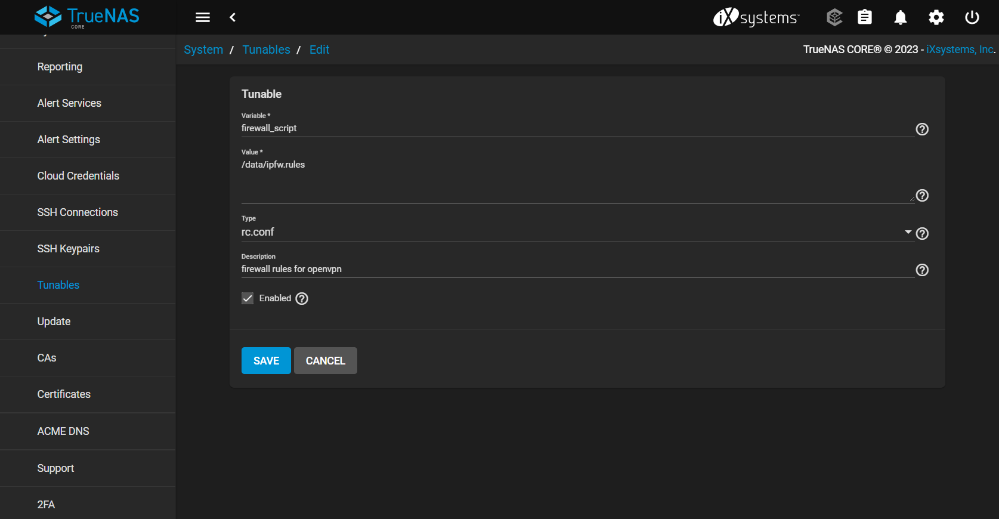 TrueNAS
CORE
iXsystems™
System / Tunables / Edit
TrueNAS CORE® © 2023 - iXsystems, Inc.
Reporting
Alert Services
Alert Settings
Cloud Credentials
SSH Connections
SSH Keypairs
Tunables
Update
CAs
Certificates
ACME DNS
Support
2FA
Tunable
Variable *
firewall_script
Value *
/data/ipfw.rules
Type
rc.conf
Description
firewall rules for openvpn
Enabled
SAVE CANCEL